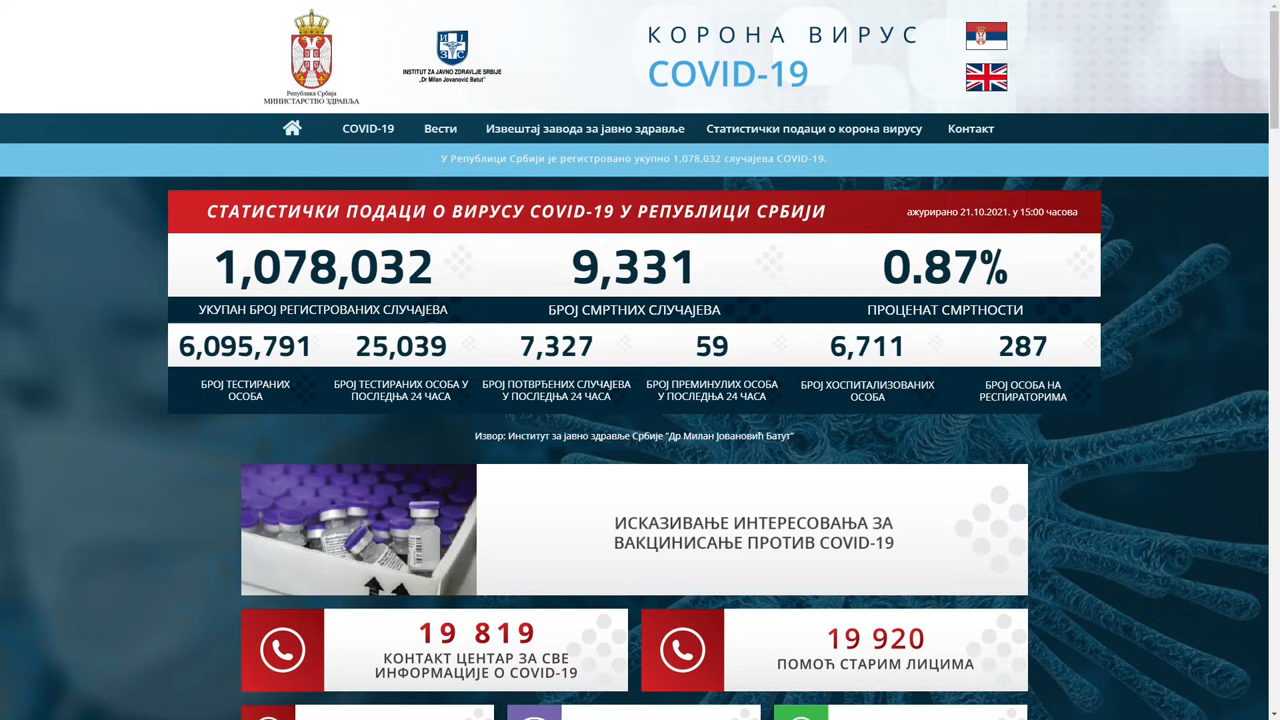 Република Србија
МИНИСТАРСТВО ЗДРАВЉА
ИЈ
ЗС
INSTITUT ZA JAVNO ZDRAVLJE SRBIJE
„Dr Milan Jovanović Batut"
КОРОНА ВИРУС
COVID-19
COVID-19 Вести Извештај завода за јавно здравље Статистички подаци о корона вирусу Контакт
У Републици Србији је регистровано укупно 1,078,032 случајева COVID-19.
СТАТИСТИЧКИ ПОДАЦИ О ВИРУСУ COVID-19 У РЕПУБЛИЦИ СРБИЈИ
ажурирано 21.10.2021. у 15:00 часова
1,078,032 9,331 0.87%
УКУПАН БРОЈ РЕГИСТРОВАНИХ СЛУЧАЈЕВА БРОЈ СМРТНИХ СЛУЧАЈЕВА ПРОЦЕНАТ СМРТНОСТИ
6,095,791 25,039 7,327 59 6,711 287
БРОЈ ТЕСТИРАНИХ
ОСОБА
БРОЈ ТЕСТИРАНИХ ОСОБА У
ПОСЛЕДЊА 24 ЧАСА
БРОЈ ПОТВРЂЕНИХ СЛУЧАЈЕВА
У ПОСЛЕДЊА 24 ЧАСА
БРОЈ ПРЕМИНУЛИХ ОСОБА
У ПОСЛЕДЊА 24 ЧАСА
БРОЈ ХОСПИТАЛИЗОВАНИХ
ОСОБА
БРОЈ ОСОБА НА
РЕСПИРАТОРИМА
Извор: Институт за јавно здравље Србије "Др Милан Јовановић Батут"
ИСКАЗИВАЊЕ ИНТЕРЕСОВАЊА ЗА
ВАКЦИНИСАЊЕ ПРОТИВ COVID-19
19 819
КОНТАКТ ЦЕНТАР ЗА СВЕ
ИНФОРМАЦИЈЕ О COVID-19
19 920
ПОМОЋ СТАРИМ ЛИЦИМА